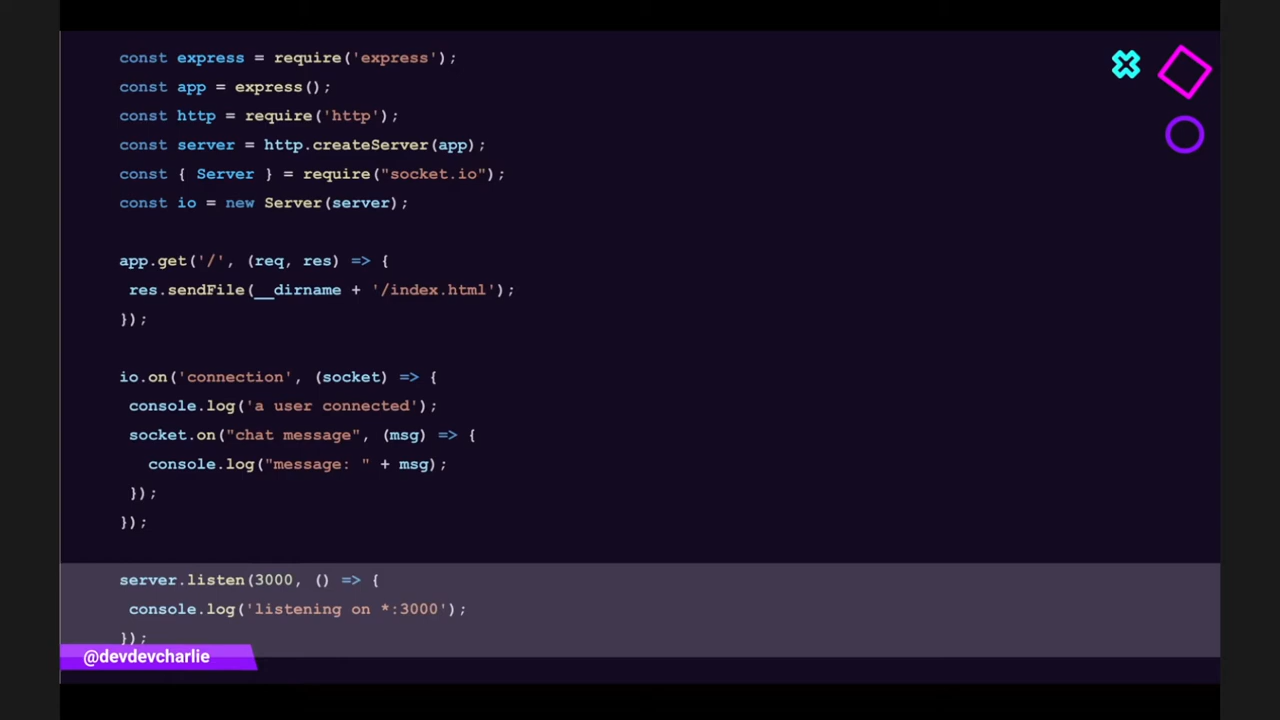 const express = require('express');
const app = express();
const http = require('http');
const server = http.createServer(app);
const { Server } = require("socket.io");
const io = new Server(server);
app.get('/', (req, res) => {
res.sendFile(__dirname + '/index.html');
});
io.on('connection', (socket) => {
console.log('a user connected');
socket.on("chat message", (msg) => {
console.log("message: " + msg);
});
});
server.listen(3000, () => {
console.log('listening on *:3000');
});
@devdevcharlie